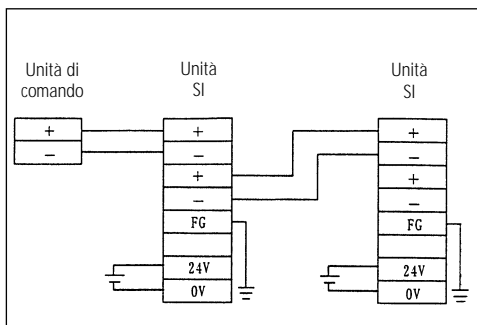 Unità di
comando
Unità
SI
Unità
SI
+
−
+
−
+
−
FG
24V
0V
+
−
+
−
FG
24V
0V